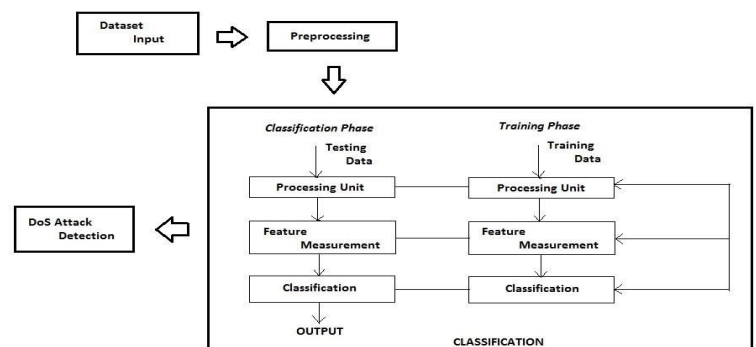 Dataset
Input
Preprocessing
Classification Phase
Training Phase
Testing
Data
Training
Data
Processing Unit
Processing Unit
DoS Attack
Detection
Feature
Measurement
Feature
Measurement
Classification
Classification
OUTPUT
CLASSIFICATION